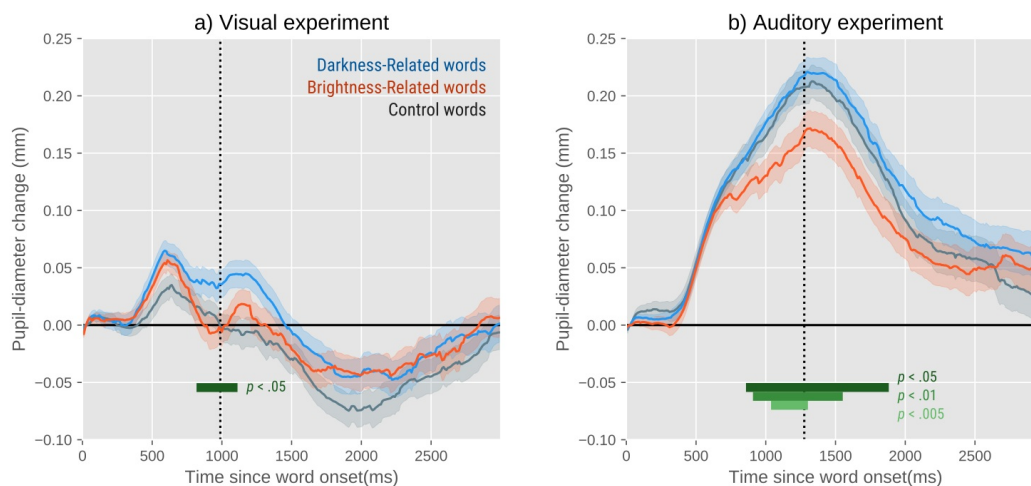 a) Visual experiment
Pupil-diameter change (mm)
0.25
0.20
0.15
0.10
0.05
0.00
−0.05
−0.10
Darkness-Related words
Brightness-Related words
Control words
p < .05
0
500
1000
1500
2000
2500
Time since word onset(ms)
b) Auditory experiment
Pupil-diameter change (mm)
0.25
0.20
0.15
0.10
0.05
0.00
−0.05
−0.10
p < .05
p < .01
p < .005
0
500
1000
1500
2000
2500
Time since word onset(ms)